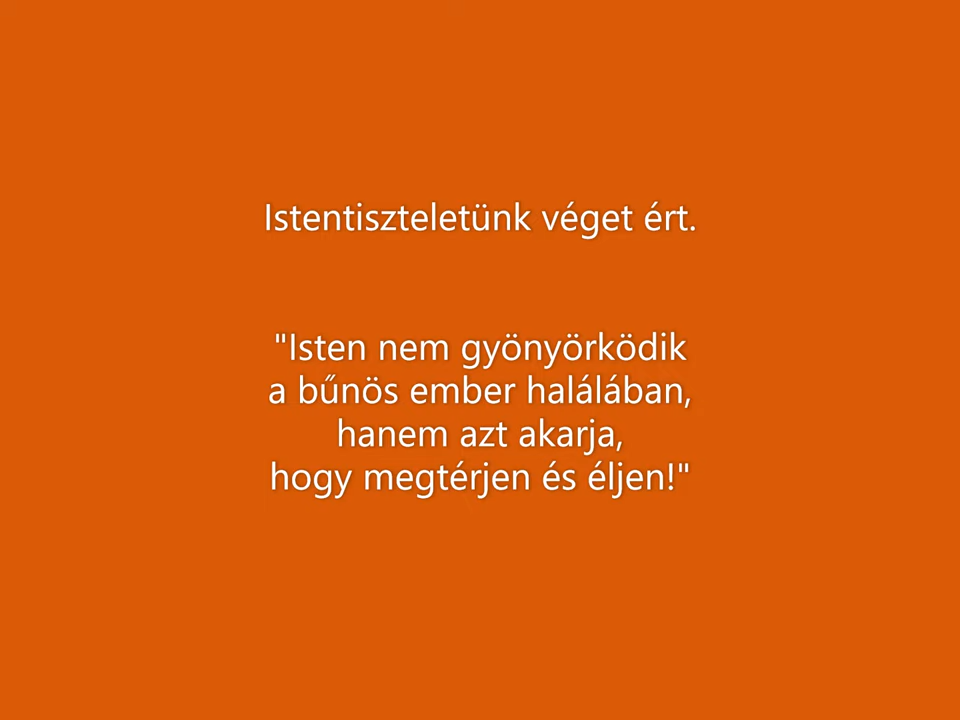 Istentiszteletünk véget ért.
"Isten nem gyönyörködik
a bűnös ember halálában,
hanem azt akarja,
hogy megtérjen és éljen!"